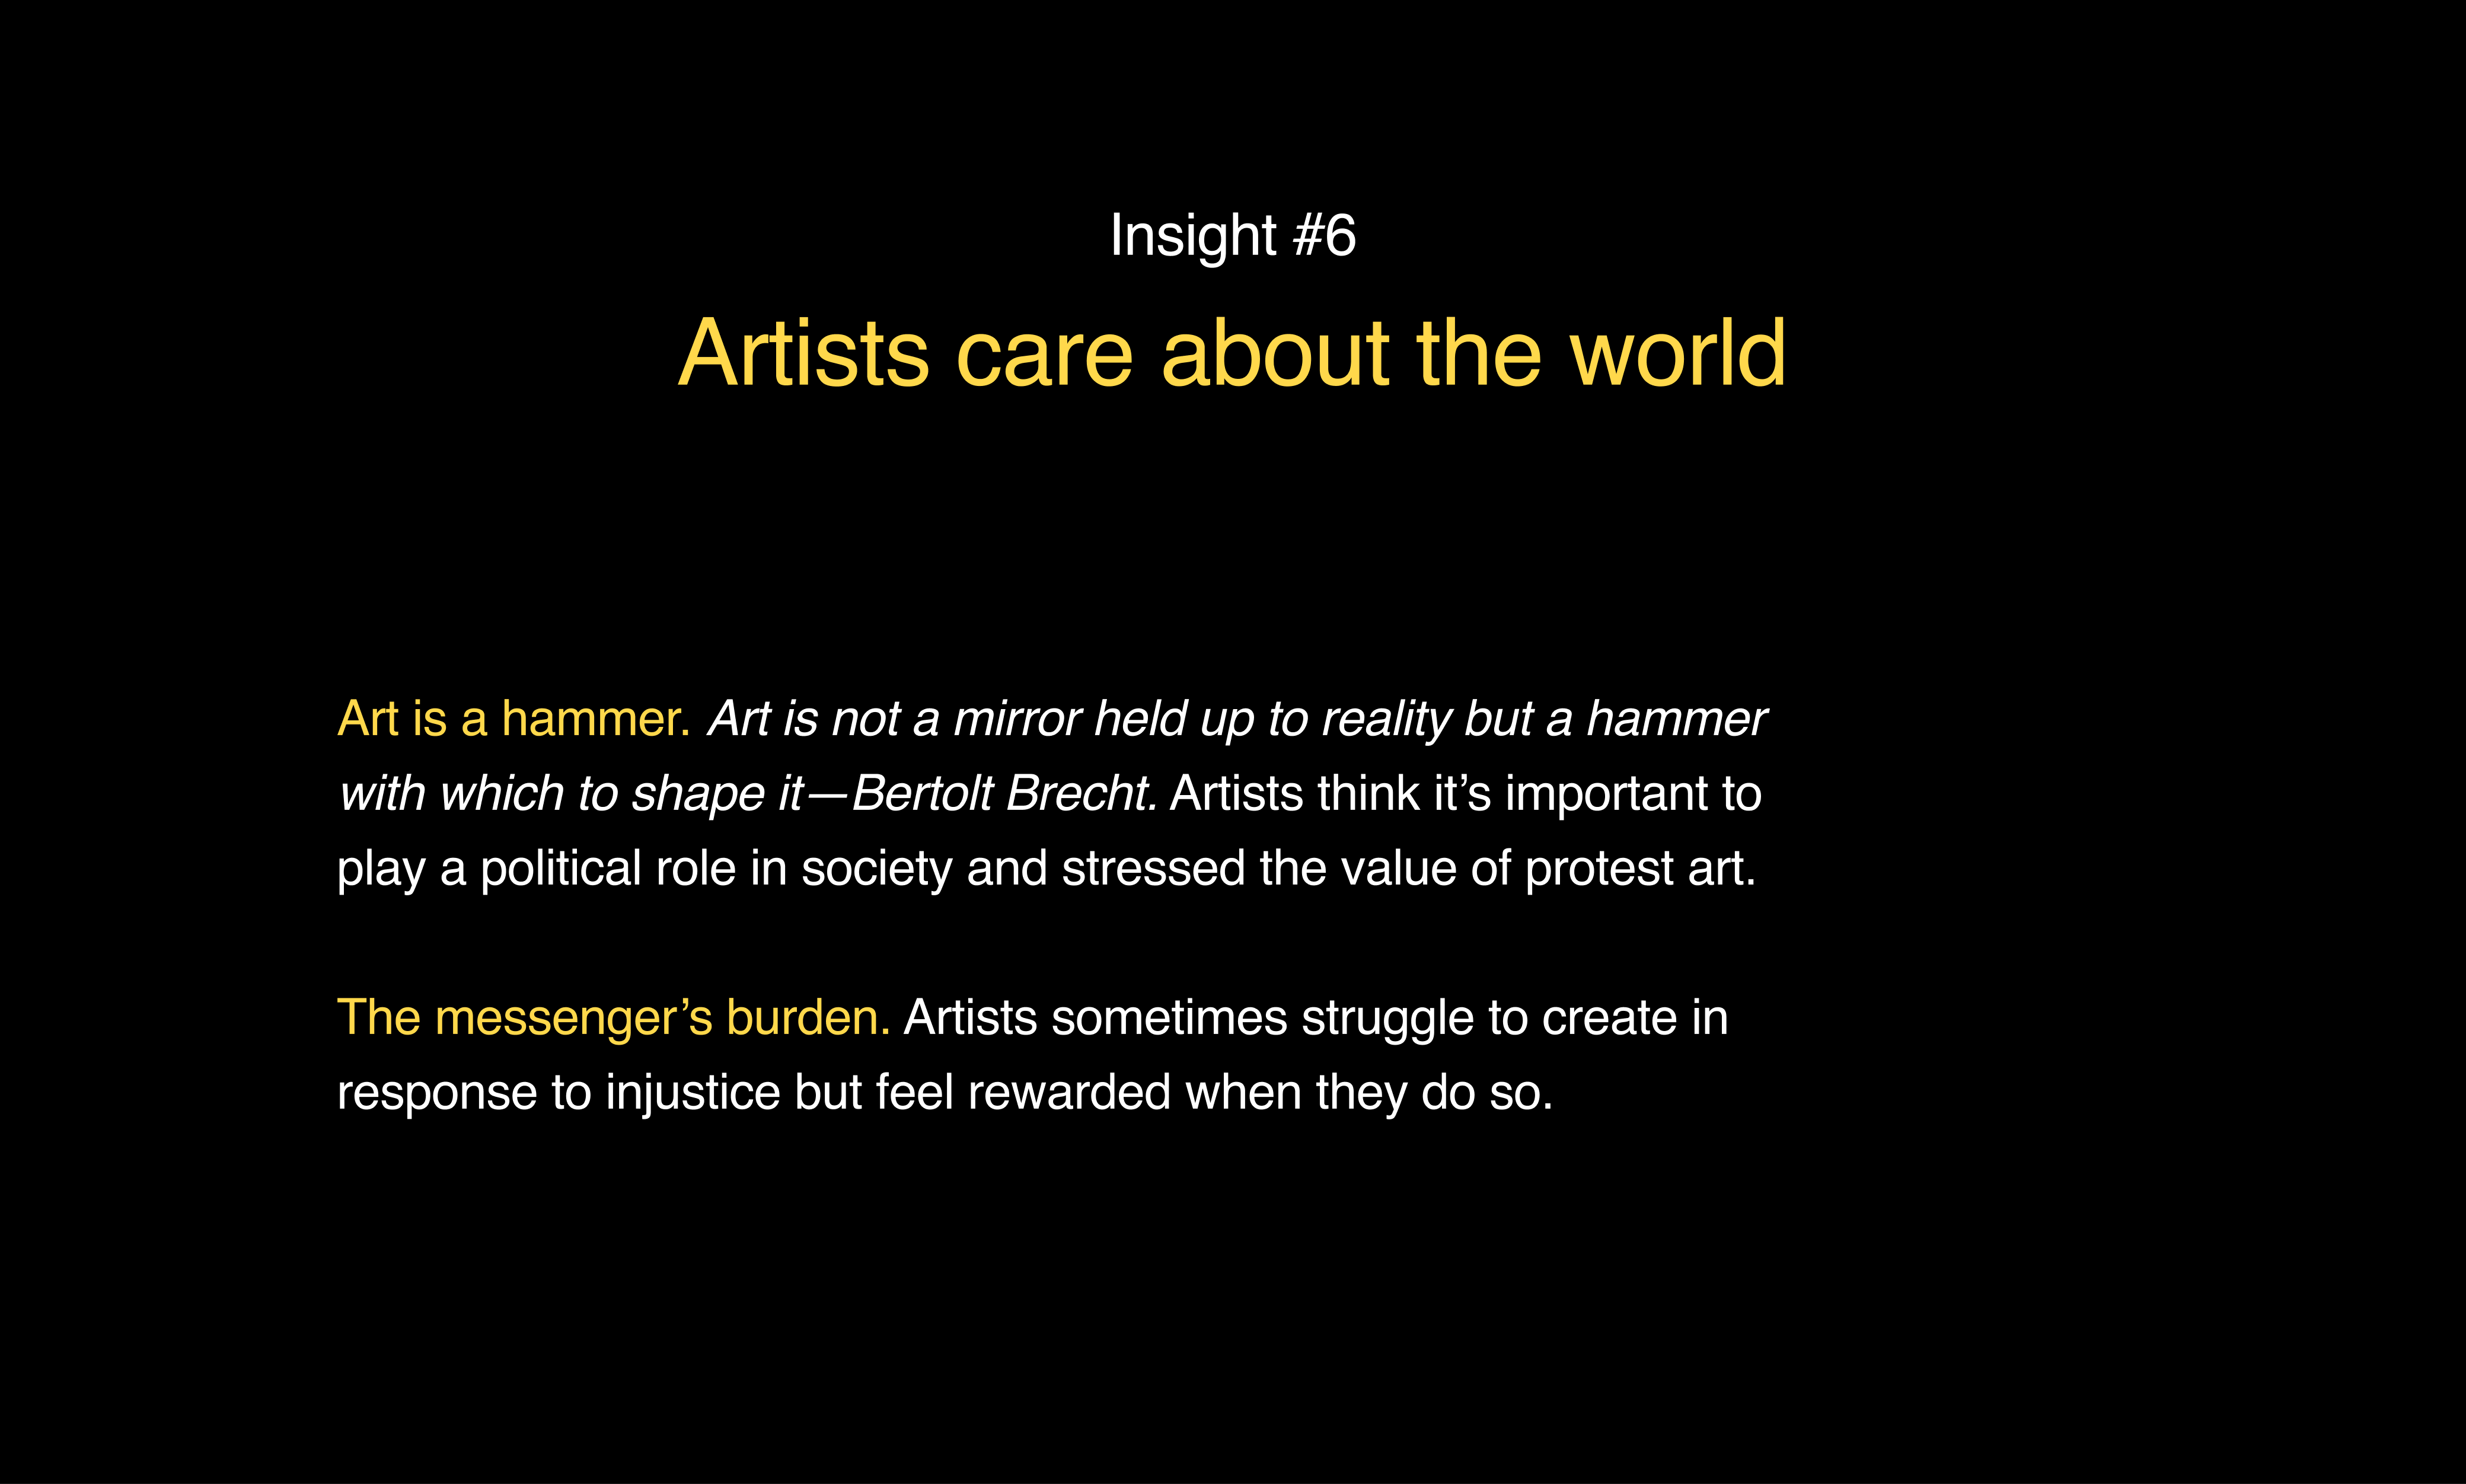 Insight #6
Artists care about the world
Art is a hammer. Art is not a mirror held up to reality but a hammer
with which to shape it—Bertolt Brecht. Artists think it’s important to
play a political role in society and stressed the value of protest art.
The messenger’s burden. Artists sometimes struggle to create in
response to injustice but feel rewarded when they do so.